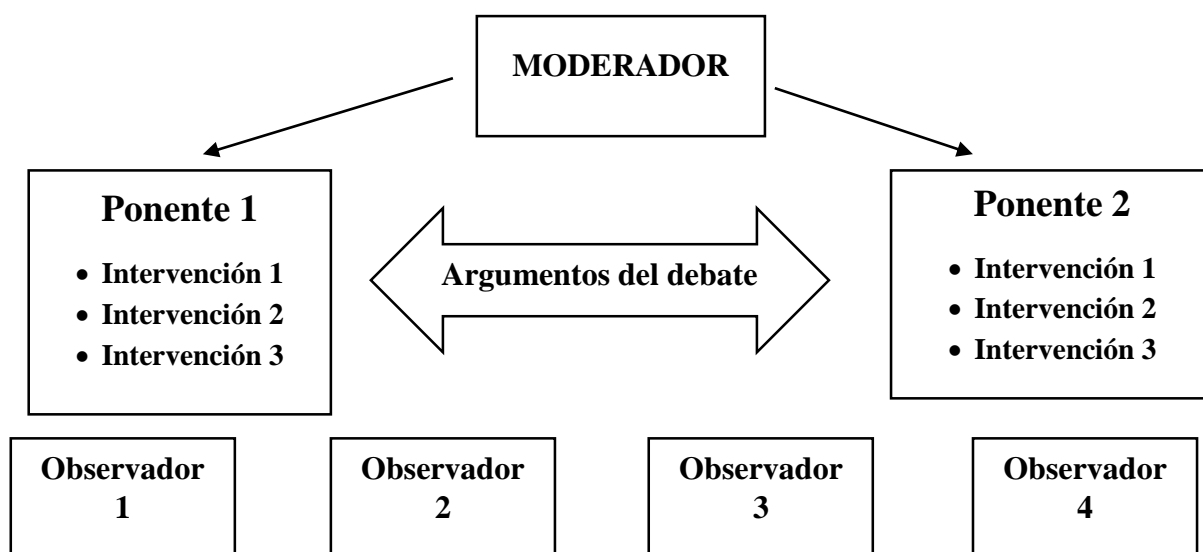 MODERADOR
Ponente 1
• Intervención 1
• Intervención 2
• Intervención 3
Argumentos del debate
Ponente 2
• Intervención 1
• Intervención 2
• Intervención 3
Observador
1
Observador
2
Observador
3
Observador
4